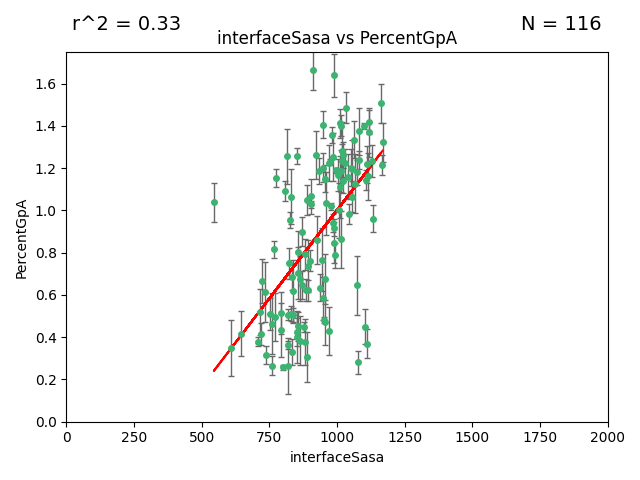 r^2 = 0.33
N = 116
interfaceSasa vs PercentGpA
PercentGpA
1.6
1.4
1.2
1.0
0.8
0.6
0.4
0.2
0.0
0 250 500 750 1000 1250 1500 1750 2000
interfaceSasa